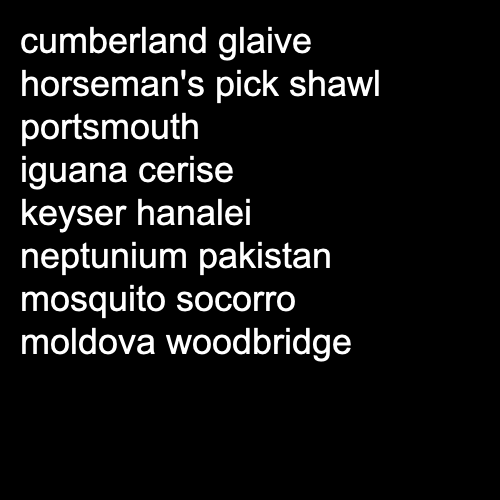 cumberland glaive
horseman's pick shawl
portsmouth
iguana cerise
keyser hanalei
neptunium pakistan
mosquito socorro
moldova woodbridge